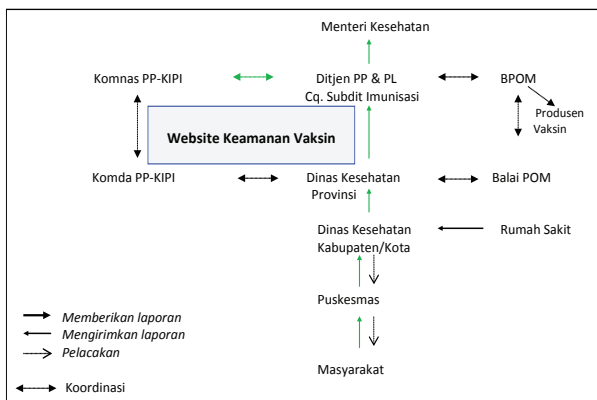 Menteri Kesehatan
Komnas PP-KIPI
Ditjen PP & PL
Cq. Subdit Imunisasi
BPOM
Produsen
Vaksin
Website Keamanan Vaksin
Komda PP-KIPI
Dinas Kesehatan
Provinsi
Balai POM
Dinas Kesehatan
Kabupaten/Kota
Rumah Sakit
Puskesmas
Masyarakat
Memberikan laporan
Mengirimkan laporan
Pelacakan
Koordinasi